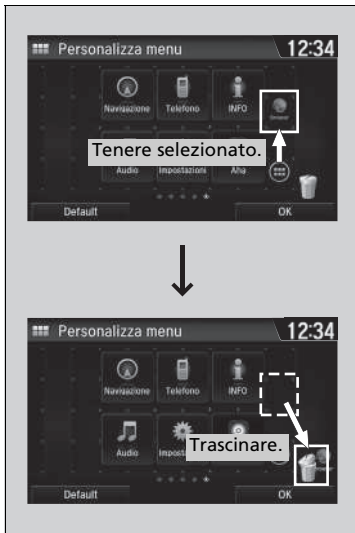 Personalizza menu 12:34
Navigazione Telefono INFO
Tenere selezionato.
Audio Impostazioni Aha
Default OK
Personalizza menu 12:34
Navigazione Telefono INFO
Audio
Trascinare.
Default OK